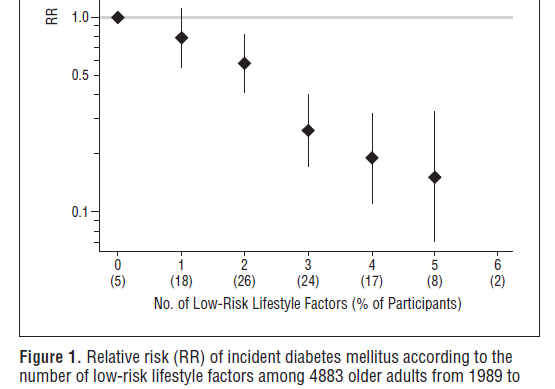 RR
1.0
0.5
0.1
0 1 2 3 4 5 6
(5) (18) (26) (24) (17) (8) (2)
No. of Low-Risk Lifestyle Factors (% of Participants)
Figure 1. Relative risk (RR) of incident diabetes mellitus according to the
number of low-risk lifestyle factors among 4883 older adults from 1989 to